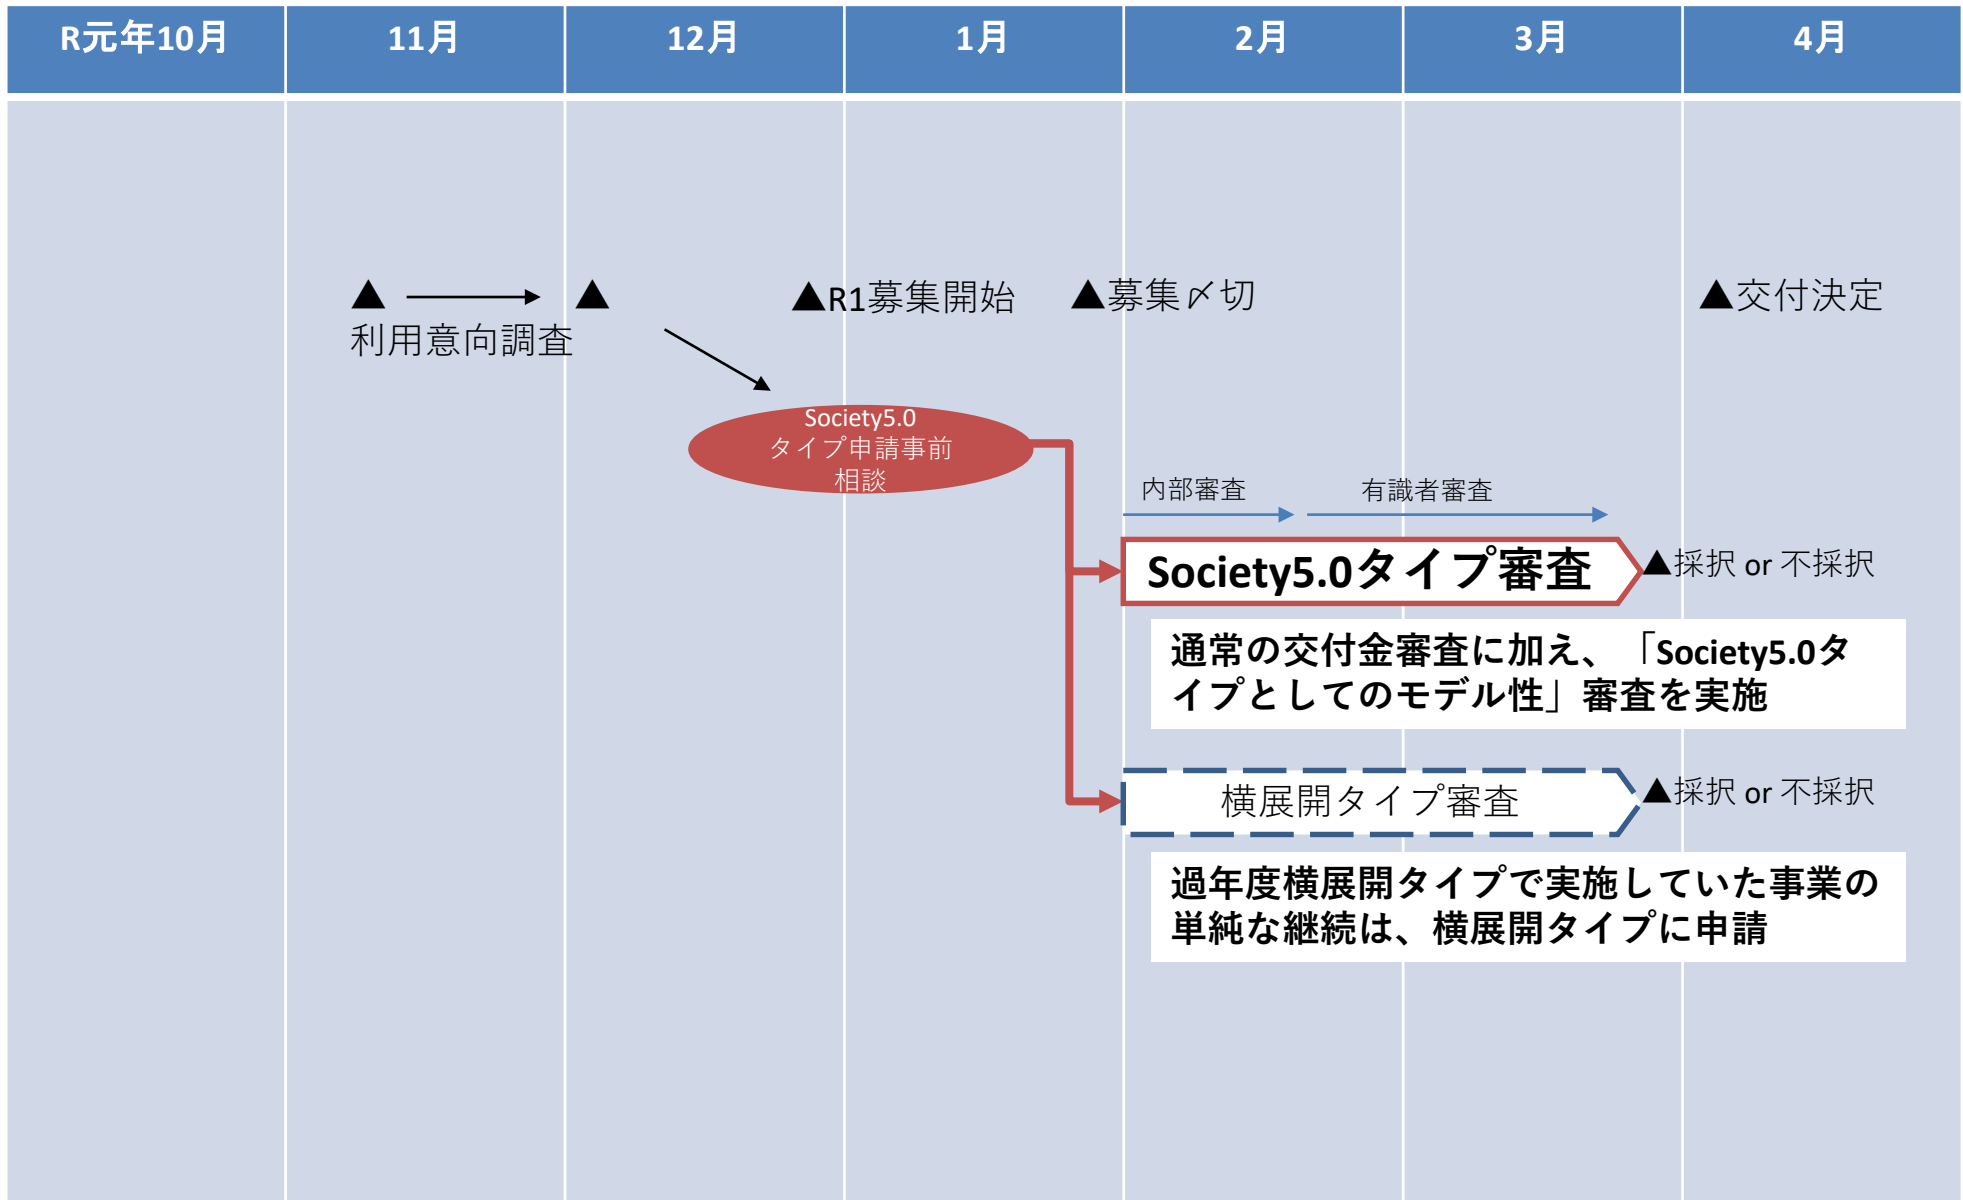 R元年10月
11月
12月
1月
2月
3月
4月
▲
▲
▲R1募集開始
▲募集〆切
▲交付決定
利用意向調査
Society5.0
タイプ申請事前
相談
内部審査
有識者審査
Society5.0タイプ審査
▲採択 or 不採択
通常の交付金審査に加え、「Society5.0タ
イプとしてのモデル性」審査を実施
横展開タイプ審査
▲採択 or 不採択
過年度横展開タイプで実施していた事業の
単純な継続は、横展開タイプに申請